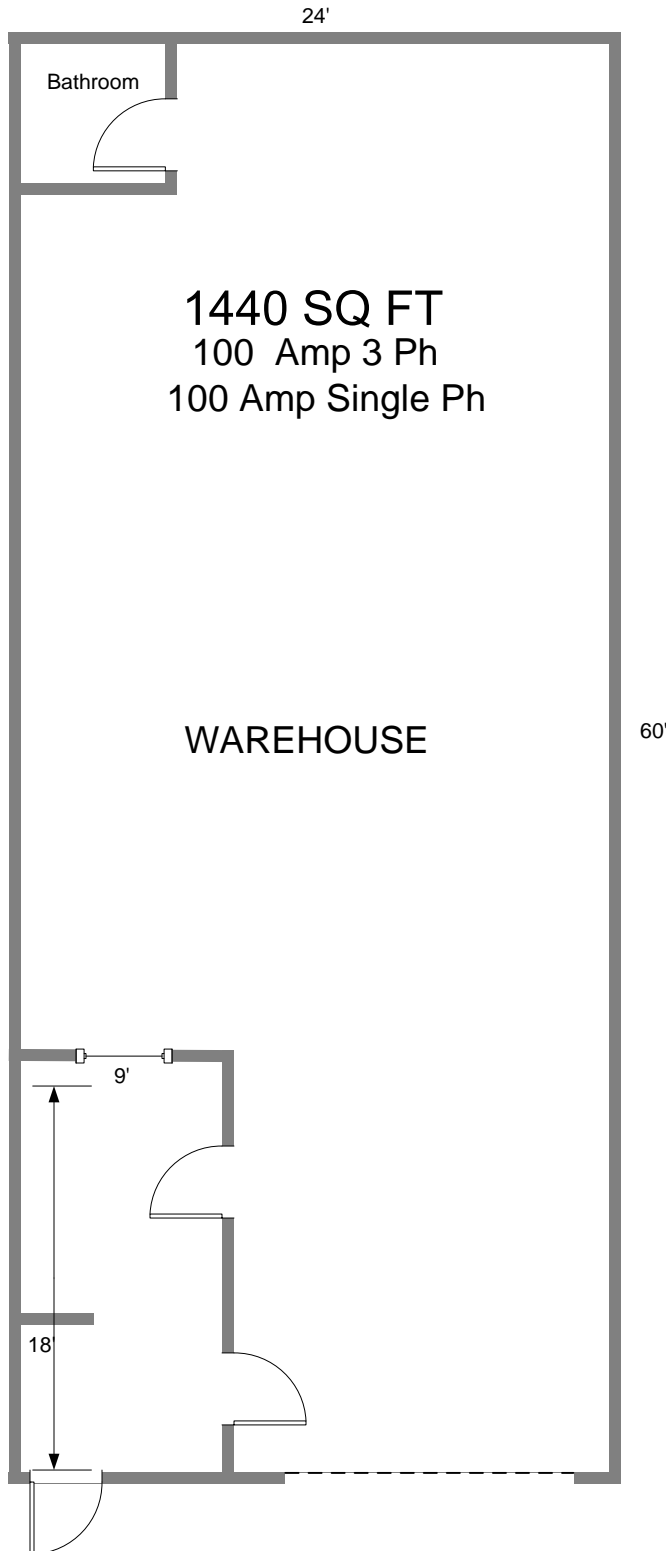 24'
Bathroom
1440 SQ FT
100 Amp 3 Ph
100 Amp Single Ph
WAREHOUSE
60'
9'
18'